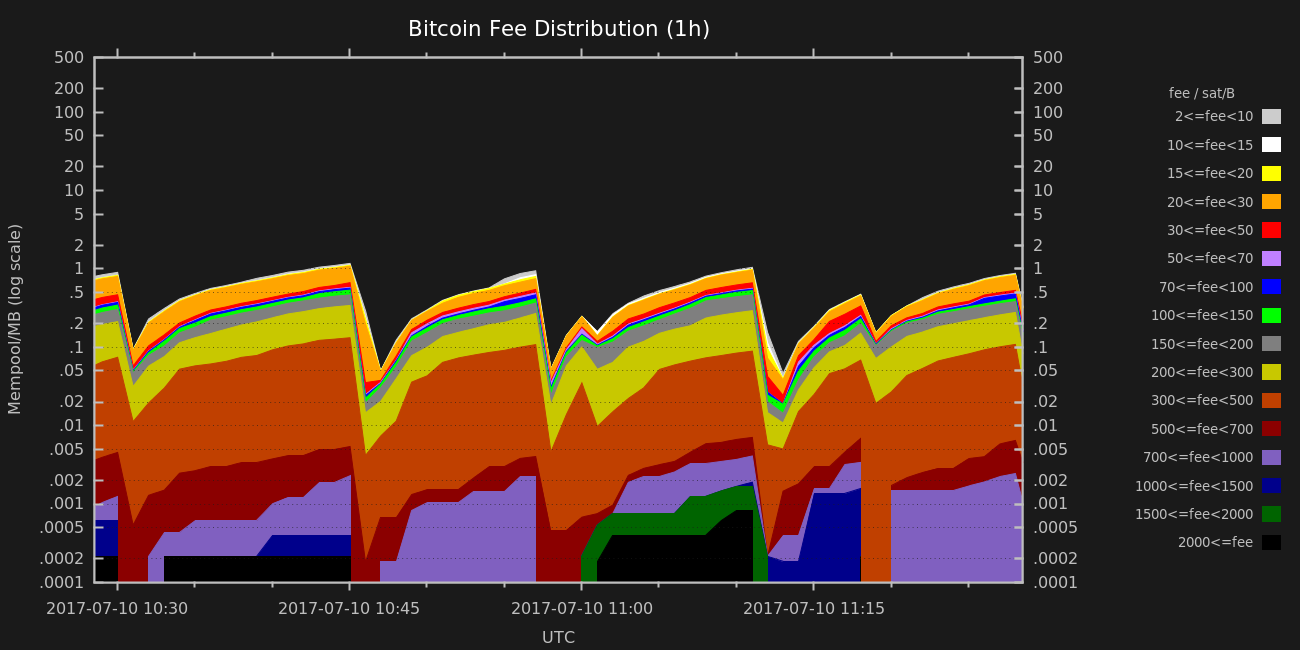 Bitcoin Fee Distribution (1h)
Mempool/MB (log scale)
500
200
100
50
20
10
5
2
1
.5
.2
.1
.05
.02
.01
.005
.002
.001
.0005
.0002
.0001
500
200
100
50
20
10
5
2
1
.5
.2
.1
.05
.02
.01
.005
.002
.001
.0005
.0002
.0001
2017-07-10 10:30
2017-07-10 10:45
2017-07-10 11:00
2017-07-10 11:15
UTC
fee / sat/B
2<=fee<10
10<=fee<15
15<=fee<20
20<=fee<30
30<=fee<50
50<=fee<70
70<=fee<100
100<=fee<150
150<=fee<200
200<=fee<300
300<=fee<500
500<=fee<700
700<=fee<1000
1000<=fee<1500
1500<=fee<2000
2000<=fee